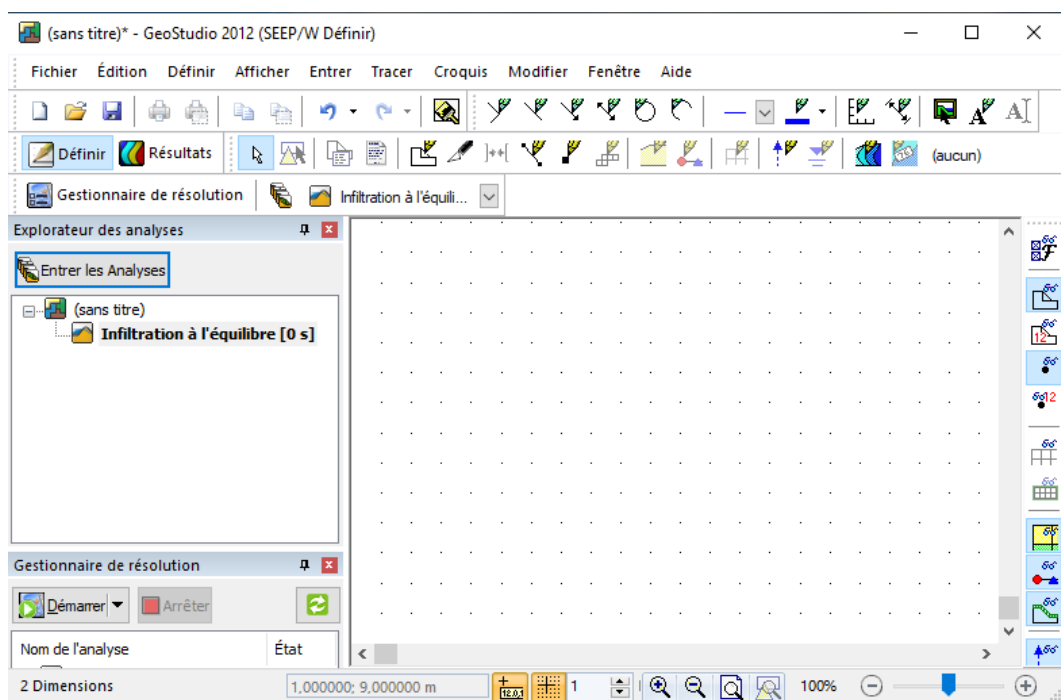 (sans titre)* - GeoStudio 2012 (SEEP/W Définir)
Fichier Édition Définir Afficher Entrer Tracer Croquis Modifier Fenêtre Aide
Définir Résultats (aucun)
Gestionnaire de résolution Infiltration à l'équili...
Explorateur des analyses
Entrer les Analyses
(sans titre)
Infiltration à l'équilibre [0 s]
Gestionnaire de résolution
Démarrer Arrêter
Nom de l'analyse État
2 Dimensions 1,000000; 9,000000 m 1 100%